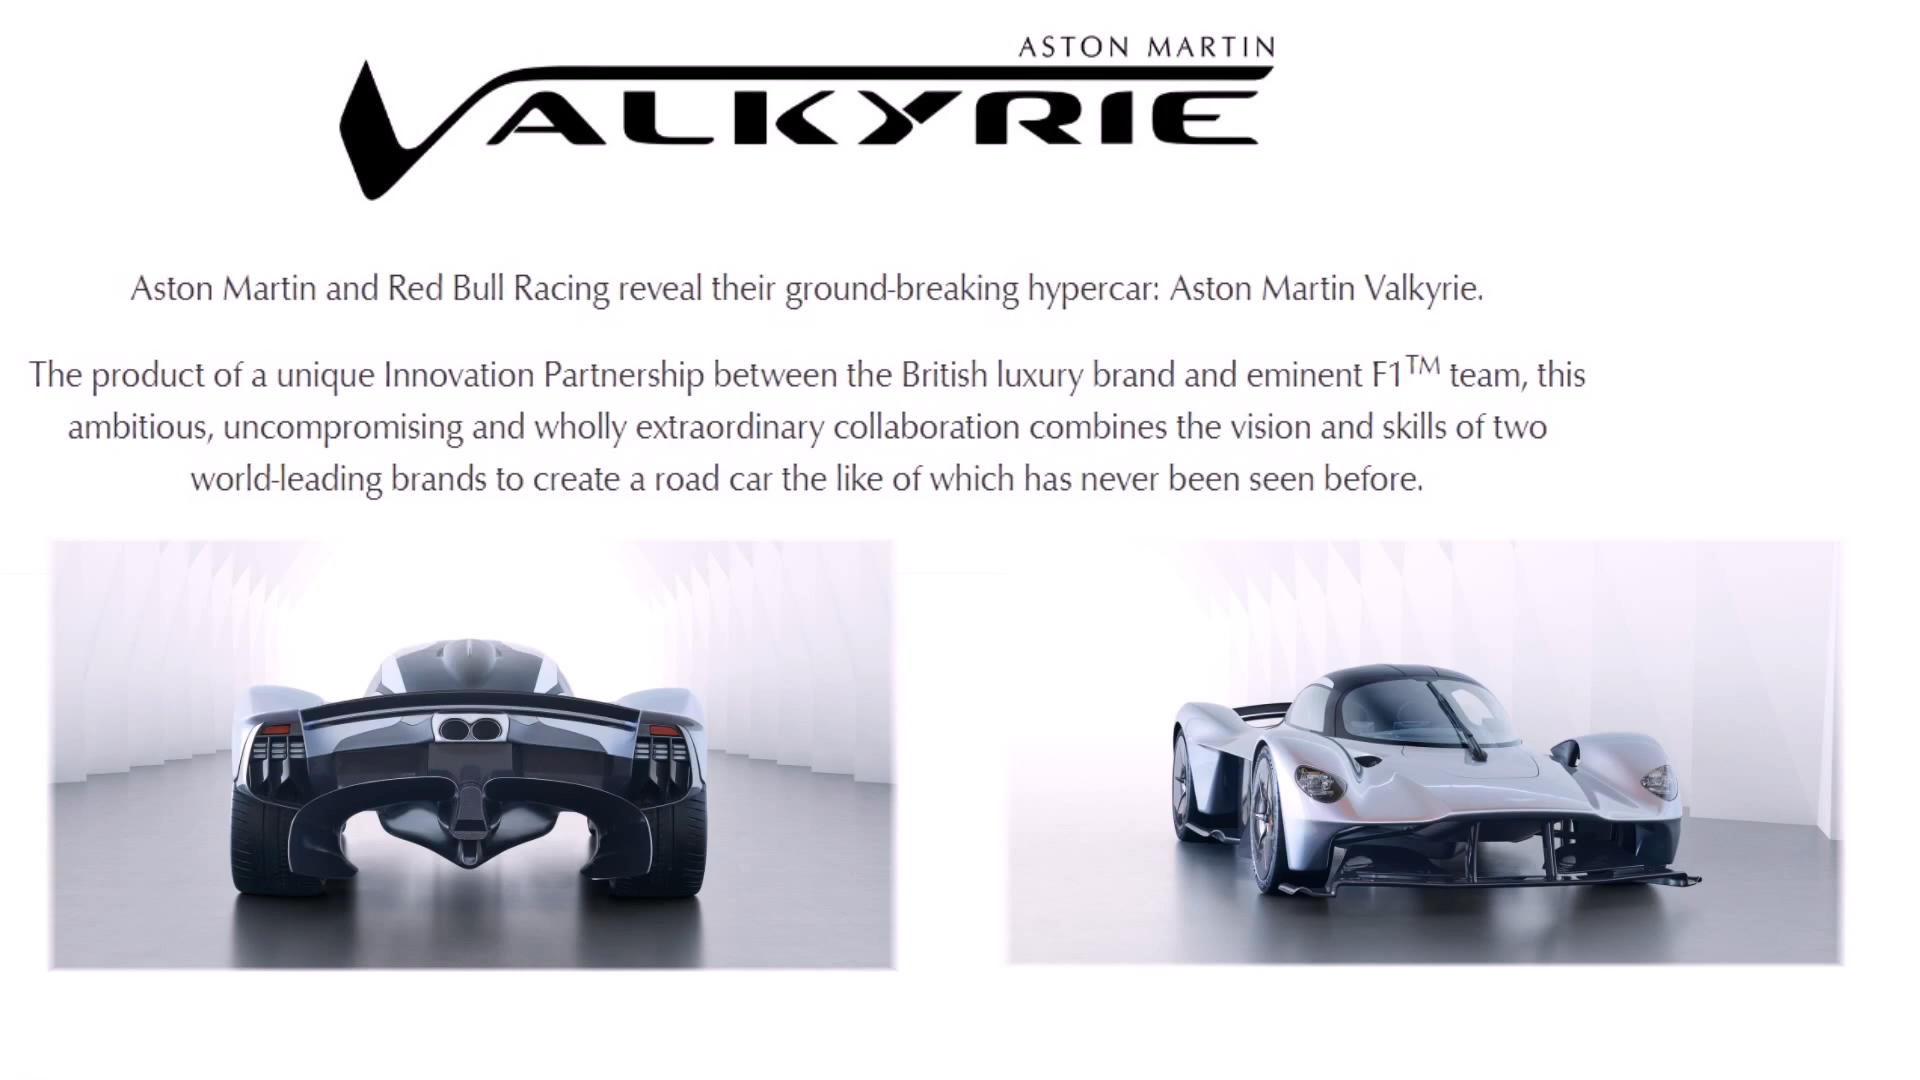 ASTON MARTIN
VALKYRIE
Aston Martin and Red Bull Racing reveal their ground-breaking hypercar: Aston Martin Valkyrie.
The product of a unique Innovation Partnership between the British luxury brand and eminent F1™ team, this
ambitious, uncompromising and wholly extraordinary collaboration combines the vision and skills of two
world-leading brands to create a road car the like of which has never been seen before.